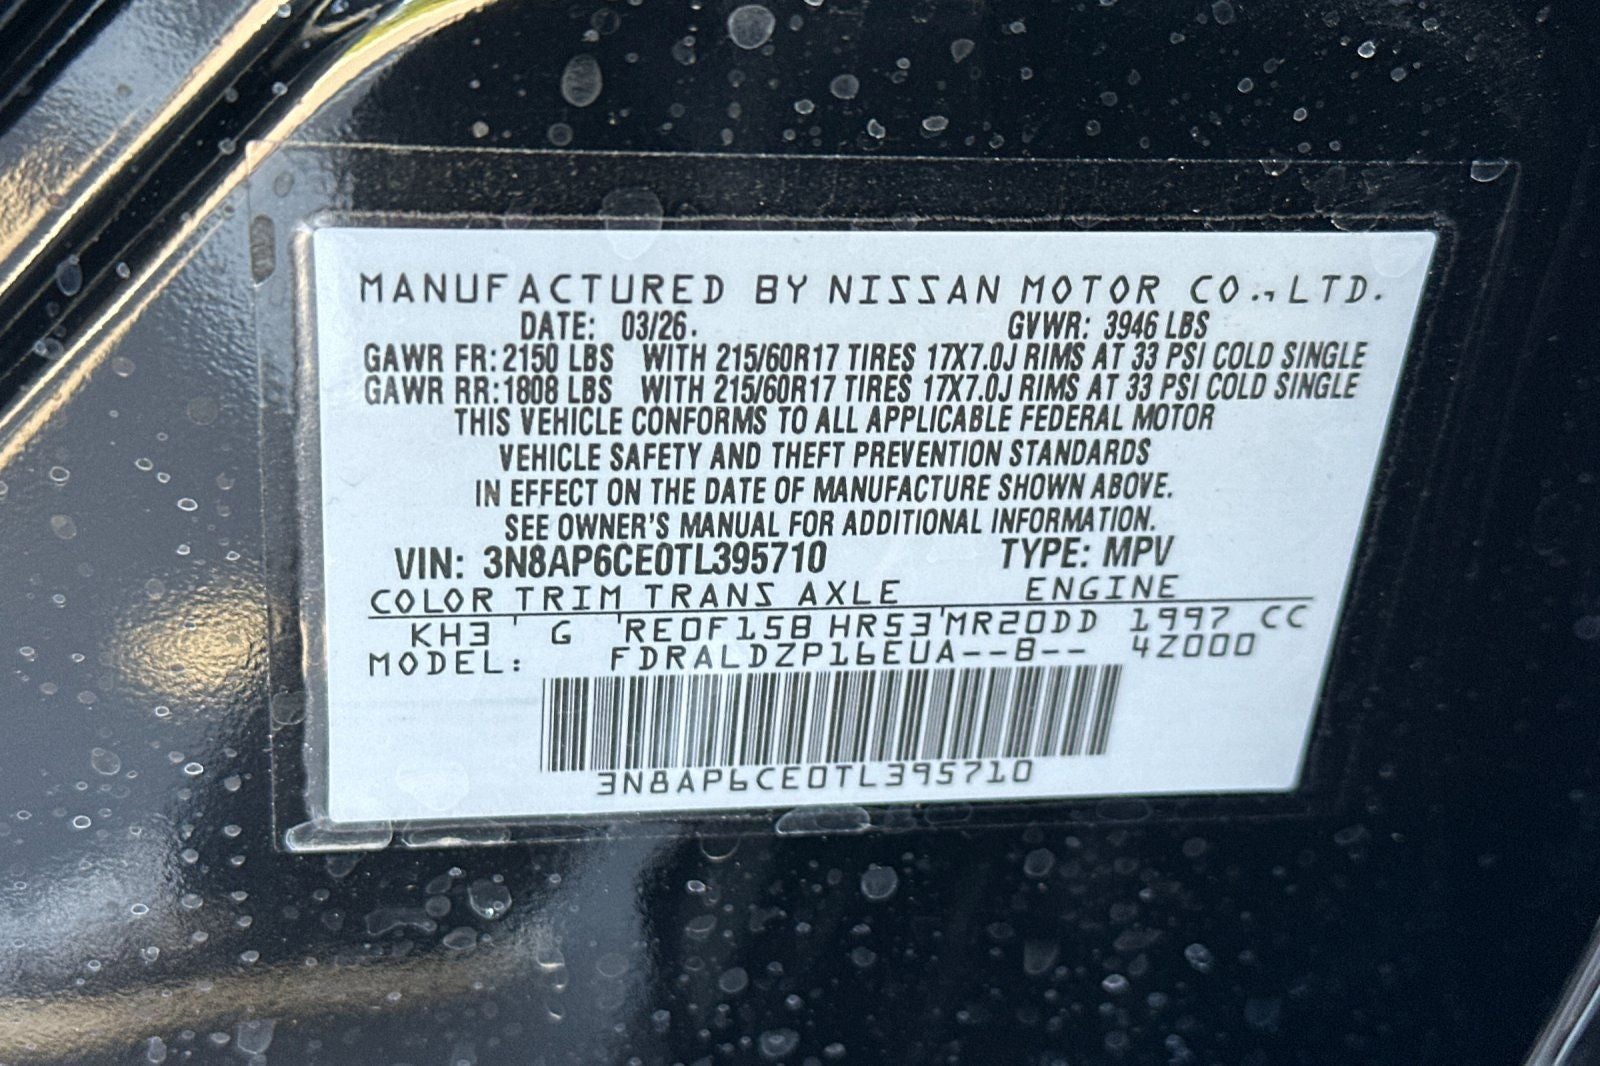 MANUFACTURED BY NISSAN MOTOR CO., LTD.
DATE: 03/26. GVWR: 3946 LBS
GAWR FR: 2150 LBS WITH 215/60R17 TIRES 17X7.0J RIMS AT 33 PSI COLD SINGLE
GAWR RR: 1808 LBS WITH 215/60R17 TIRES 17X7.0J RIMS AT 33 PSI COLD SINGLE
THIS VEHICLE CONFORMS TO ALL APPLICABLE FEDERAL MOTOR
VEHICLE SAFETY AND THEFT PREVENTION STANDARDS
IN EFFECT ON THE DATE OF MANUFACTURE SHOWN ABOVE.
SEE OWNER'S MANUAL FOR ADDITIONAL INFORMATION.
VIN: 3N8AP6CE0TL395710 TYPE: MPV
COLOR TRIM TRANS AXLE ENGINE
KH3 G RE0F15B HR53 MR20DD 1997 CC
MODEL: FDRALDZP16EUA--B-- 4Z000
3N8AP6CE0TL395710